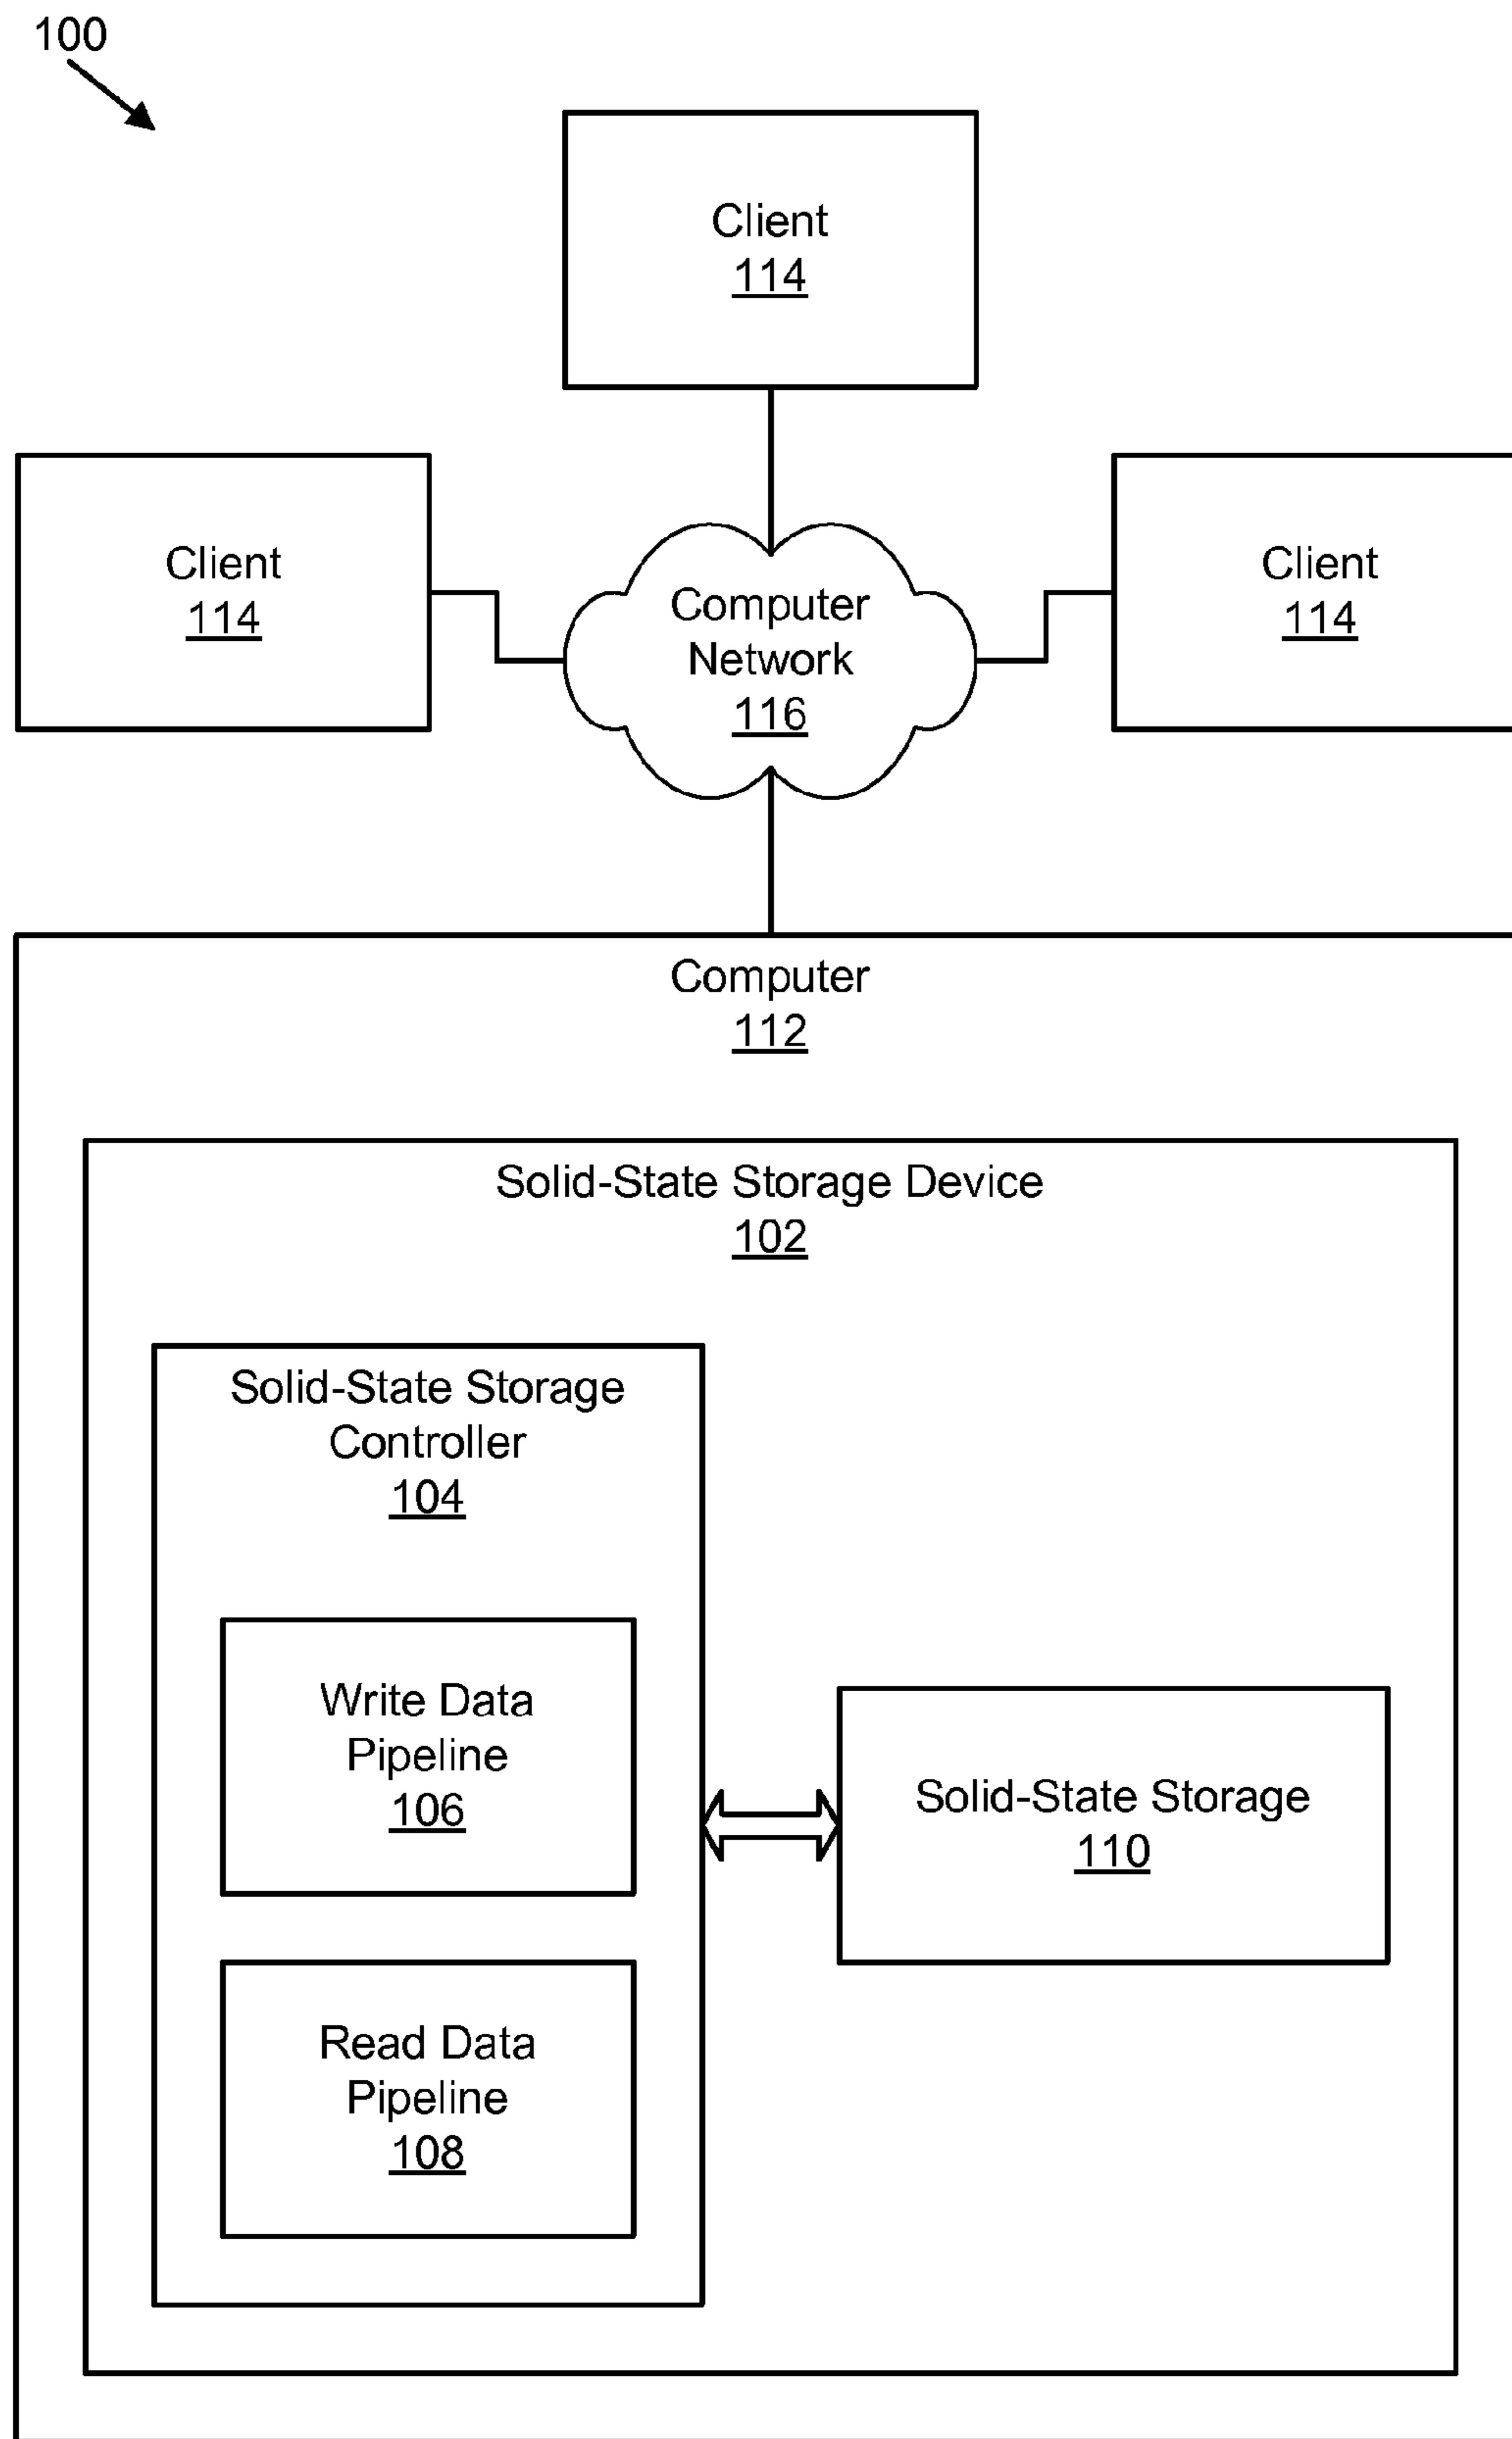 100
Client
114
Client
114
Client
114
Computer
Network
116
Computer
112
Solid-State Storage Device
102
Solid-State Storage
Controller
104
Write Data
Pipeline
106
Solid-State Storage
110
Read Data
Pipeline
108